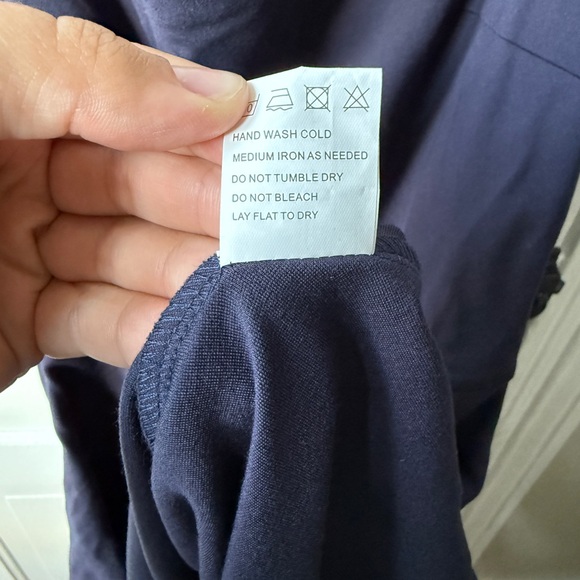 HAND WASH COLD
MEDIUM IRON AS NEEDED
DO NOT TUMBLE DRY
DO NOT BLEACH
LAY FLAT TO DRY